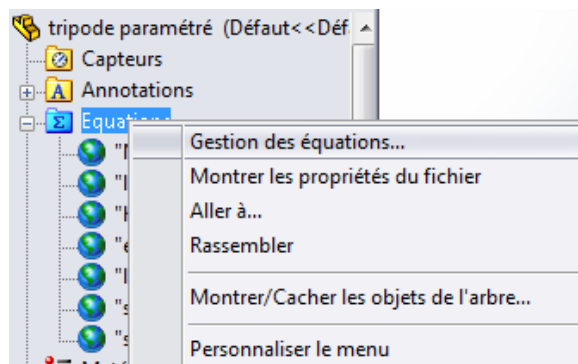 tripode paramétré (Défaut<<Déf
Capteurs
Annotations
Equations
Gestion des équations...
Montrer les propriétés du fichier
Aller à...
Rassembler
Montrer/Cacher les objets de l'arbre...
Personnaliser le menu